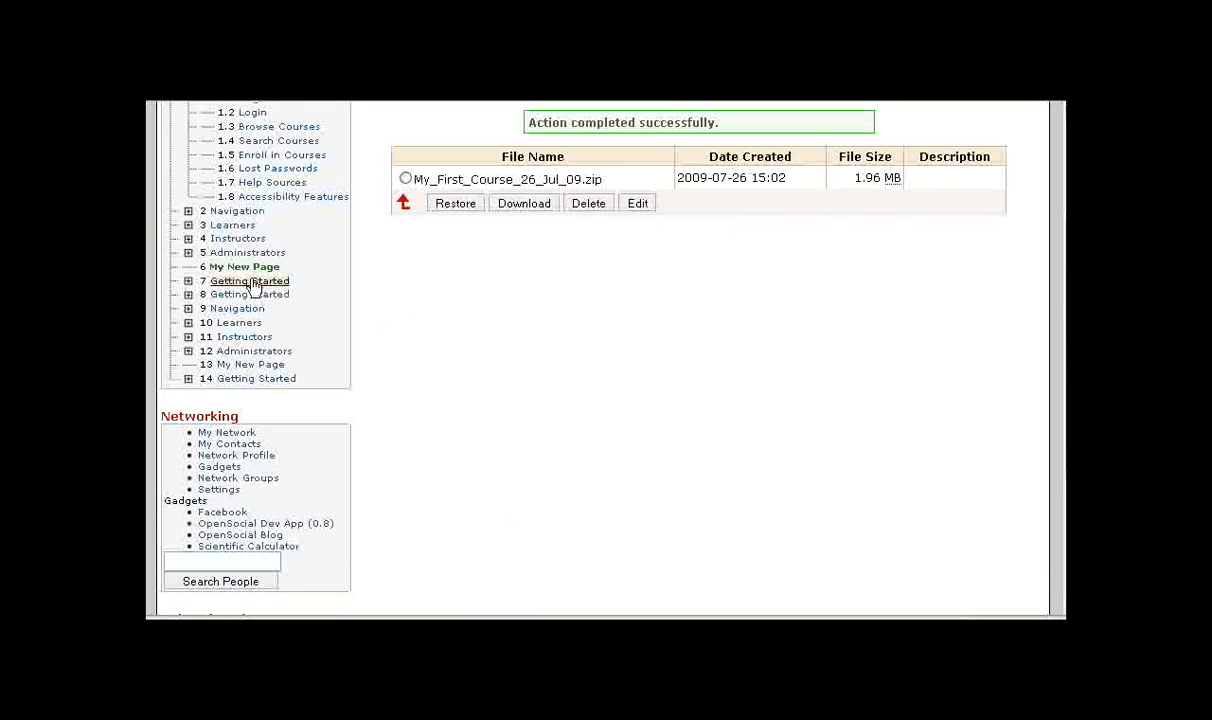 1.2 Login
1.3 Browse Courses
1.4 Search Courses
1.5 Enroll in Courses
1.6 Lost Passwords
1.7 Help Sources
1.8 Accessibility Features
2 Navigation
3 Learners
4 Instructors
5 Administrators
6 My New Page
7 Getting Started
8 Getting Started
9 Navigation
10 Learners
11 Instructors
12 Administrators
13 My New Page
14 Getting Started
Networking
My Network
My Contacts
Network Profile
Gadgets
Network Groups
Settings
Gadgets
Facebook
OpenSocial Dev App (0.8)
OpenSocial Blog
Scientific Calculator
Search People
Action completed successfully.
File Name Date Created File Size Description
My_First_Course_26_Jul_09.zip 2009-07-26 15:02 1.96 MB
Restore Download Delete Edit